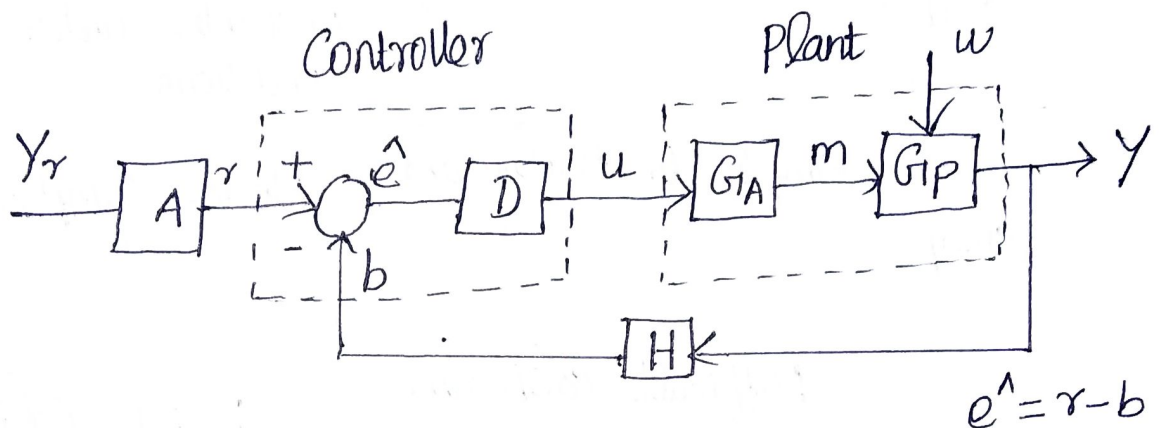 Controller
Plant
w
Yr
A
r
+
-
ê
D
b
u
GA
m
GP
Y
H
e^ = r - b